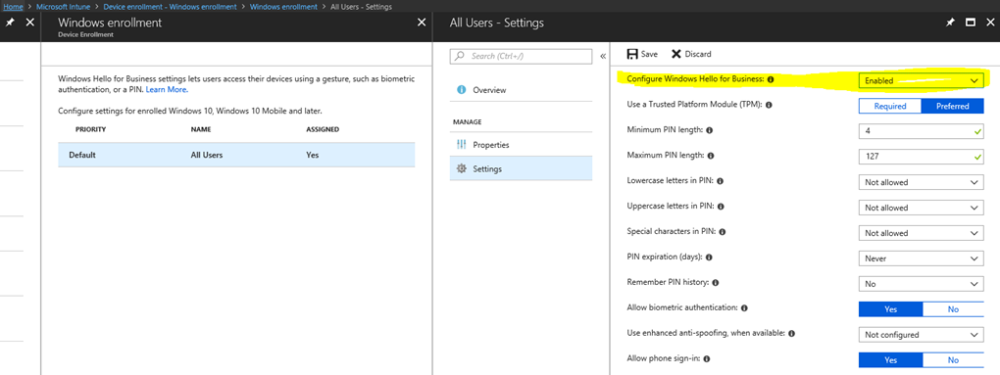 Home > Microsoft Intune > Device enrollment - Windows enrollment > Windows enrollment > All Users - Settings
Windows enrollment
Device Enrollment
Windows Hello for Business settings lets users access their devices using a gesture, such as biometric
authentication, or a PIN. Learn More.
Configure settings for enrolled Windows 10, Windows 10 Mobile and later.
PRIORITY NAME ASSIGNED
Default All Users Yes
All Users - Settings
Search (Ctrl+/)
Overview
MANAGE
Properties
Settings
Save Discard
Configure Windows Hello for Business: Enabled
Use a Trusted Platform Module (TPM): Required Preferred
Minimum PIN length: 4
Maximum PIN length: 127
Lowercase letters in PIN: Not allowed
Uppercase letters in PIN: Not allowed
Special characters in PIN: Not allowed
PIN expiration (days): Never
Remember PIN history: No
Allow biometric authentication: Yes No
Use enhanced anti-spoofing, when available: Not configured
Allow phone sign-in: Yes No